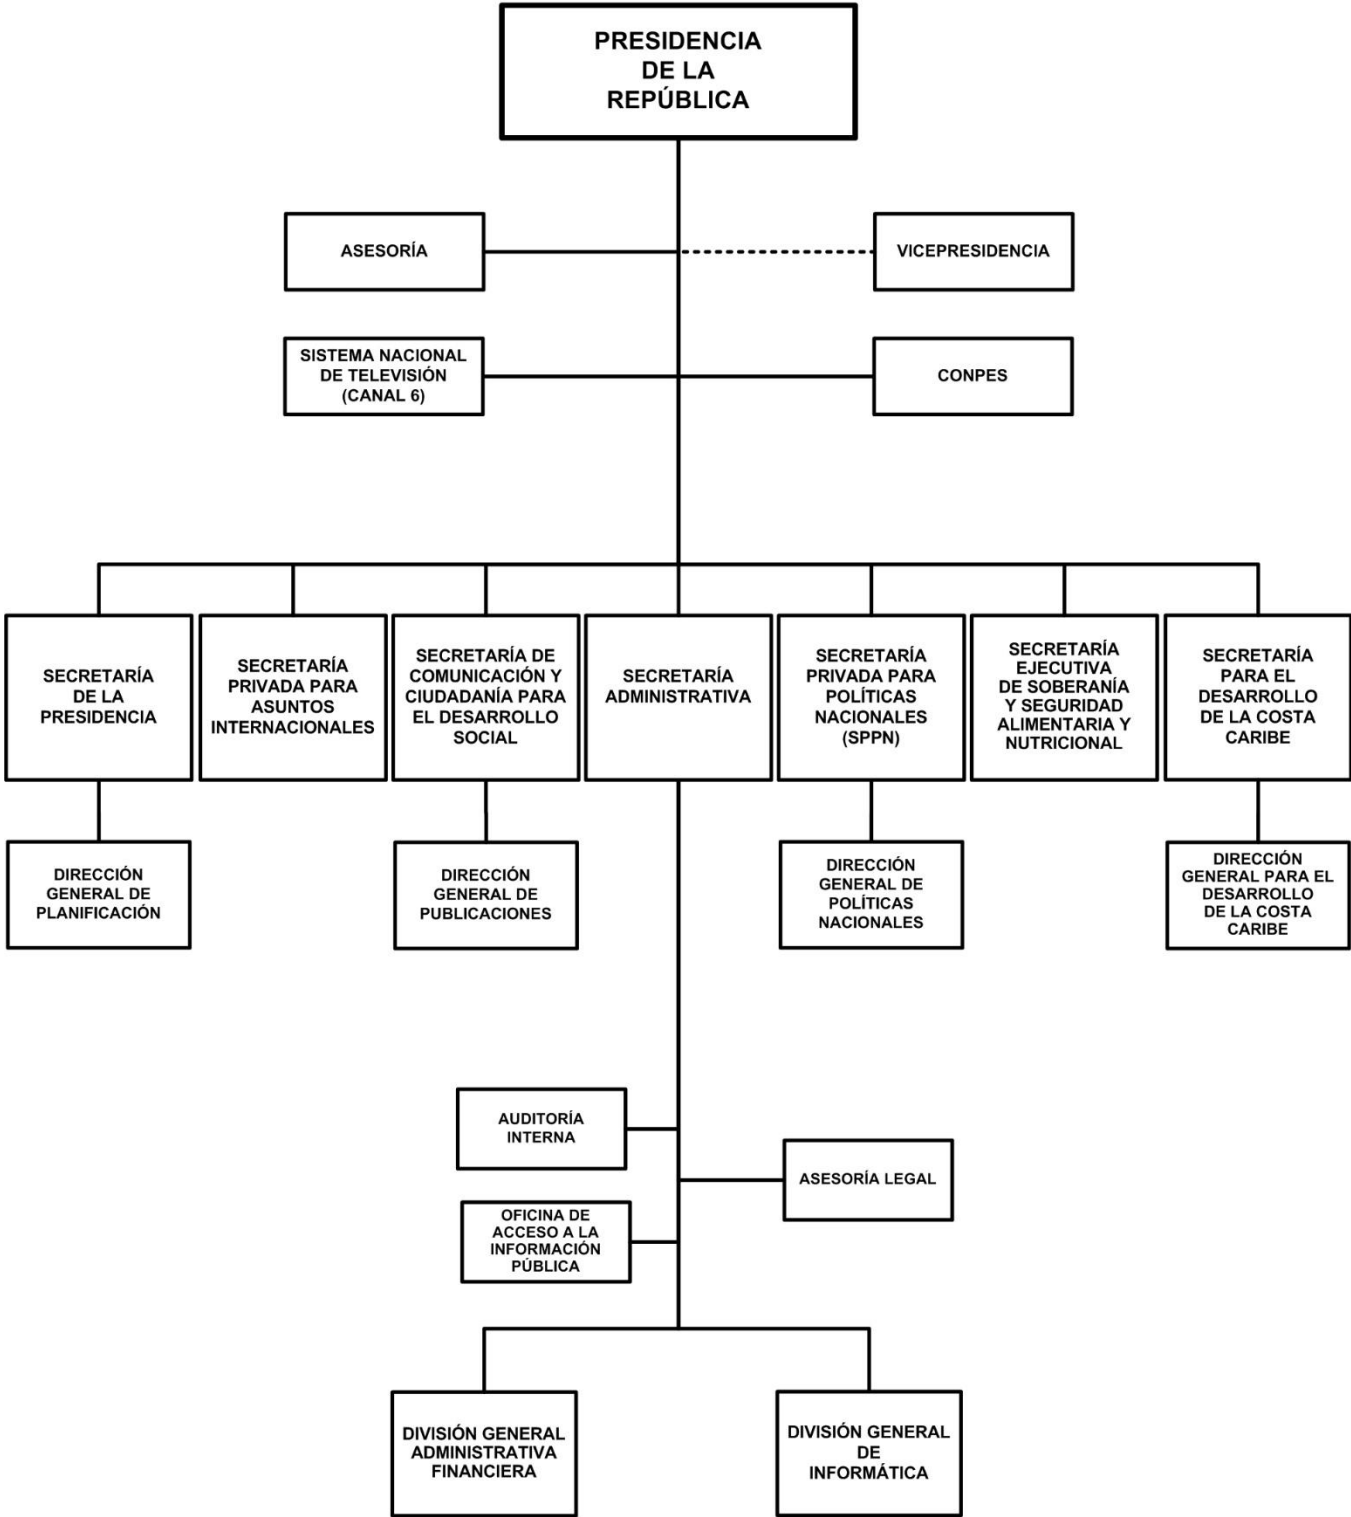 PRESIDENCIA
DE LA
REPÚBLICA
ASESORÍA
VICEPRESIDENCIA
SISTEMA NACIONAL
DE TELEVISIÓN
(CANAL 6)
CONPES
SECRETARÍA
DE LA
PRESIDENCIA
SECRETARÍA
PRIVADA PARA
ASUNTOS
INTERNACIONALES
SECRETARÍA DE
COMUNICACIÓN Y
CIUDADANÍA PARA
EL DESARROLLO
SOCIAL
SECRETARÍA
ADMINISTRATIVA
SECRETARÍA
PRIVADA PARA
POLÍTICAS
NACIONALES
(SPPN)
SECRETARÍA
EJECUTIVA
DE SOBERANÍA
Y SEGURIDAD
ALIMENTARIA Y
NUTRICIONAL
SECRETARÍA
PARA EL
DESARROLLO
DE LA COSTA
CARIBE
DIRECCIÓN
GENERAL DE
PLANIFICACIÓN
DIRECCIÓN
GENERAL DE
PUBLICACIONES
DIRECCIÓN
GENERAL DE
POLÍTICAS
NACIONALES
DIRECCIÓN
GENERAL PARA EL
DESARROLLO
DE LA COSTA
CARIBE
AUDITORÍA
INTERNA
ASESORÍA LEGAL
OFICINA DE
ACCESO A LA
INFORMACIÓN
PÚBLICA
DIVISIÓN GENERAL
ADMINISTRATIVA
FINANCIERA
DIVISIÓN GENERAL
DE
INFORMÁTICA